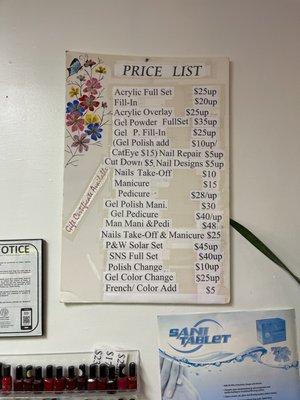 PRICE LIST
Acrylic Full Set $25up
Fill-In $20up
Acrylic Overlay $25up
Gel Powder FullSet $35up
Gel P. Fill-In $25up
(Gel Polish add $10up/
CatEye $15) Nail Repair $5up
Cut Down $5, Nail Designs $5up
Nails Take-Off $10
Manicure $15
Pedicure $28/up
Gel Polish Mani. $30
Gel Pedicure $40/up
Man Mani &Pedi $48
Nails Take-Off & Manicure $25
P&W Solar Set $45up
SNS Full Set $40up
Polish Change $10up
Gel Color Change $25up
French/ Color Add $5
Gift Certificate Available
NOTICE
SANI
TABLET